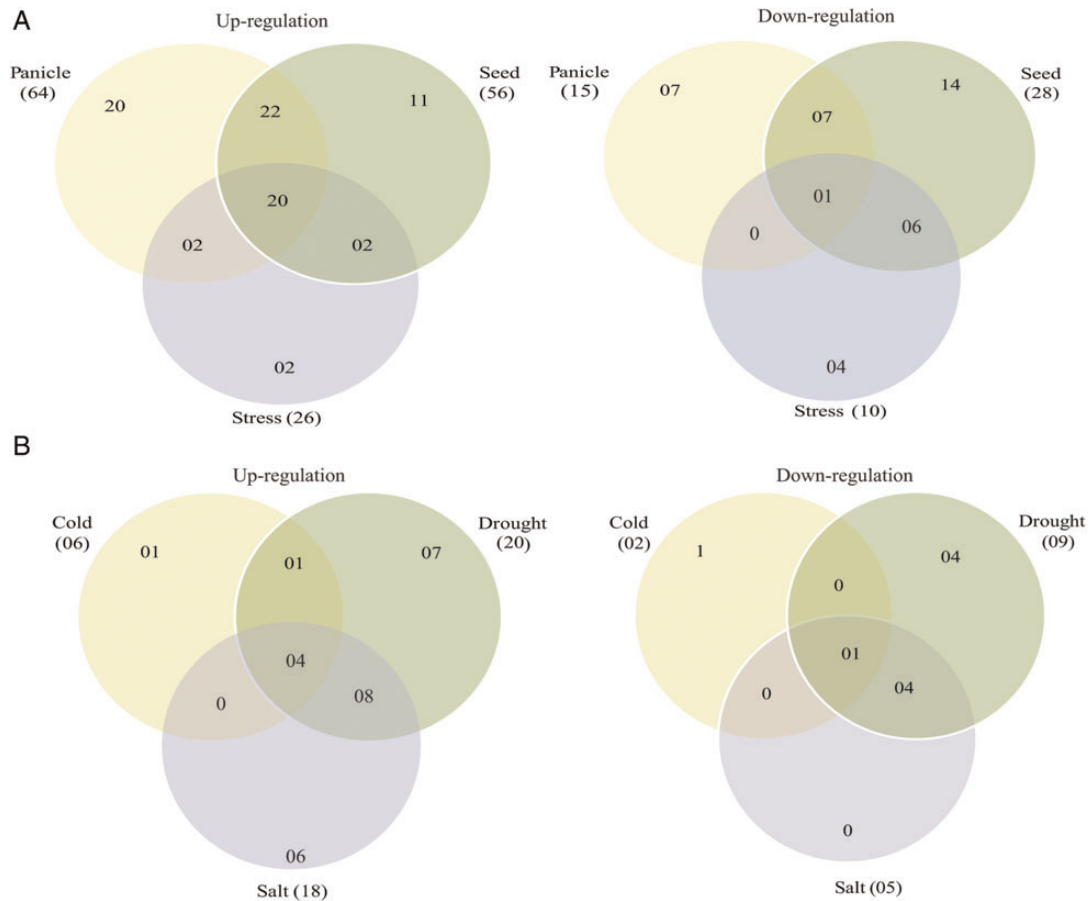 A
Up-regulation
Panicle
(64)
Seed
(56)
20
22
11
20
02
02
02
Stress (26)
Down-regulation
Panicle
(15)
Seed
(28)
07
07
14
01
0
06
04
Stress (10)
B
Up-regulation
Cold
(06)
Drought
(20)
01
01
07
04
0
08
06
Salt (18)
Down-regulation
Cold
(02)
Drought
(09)
1
0
04
01
0
04
0
Salt (05)